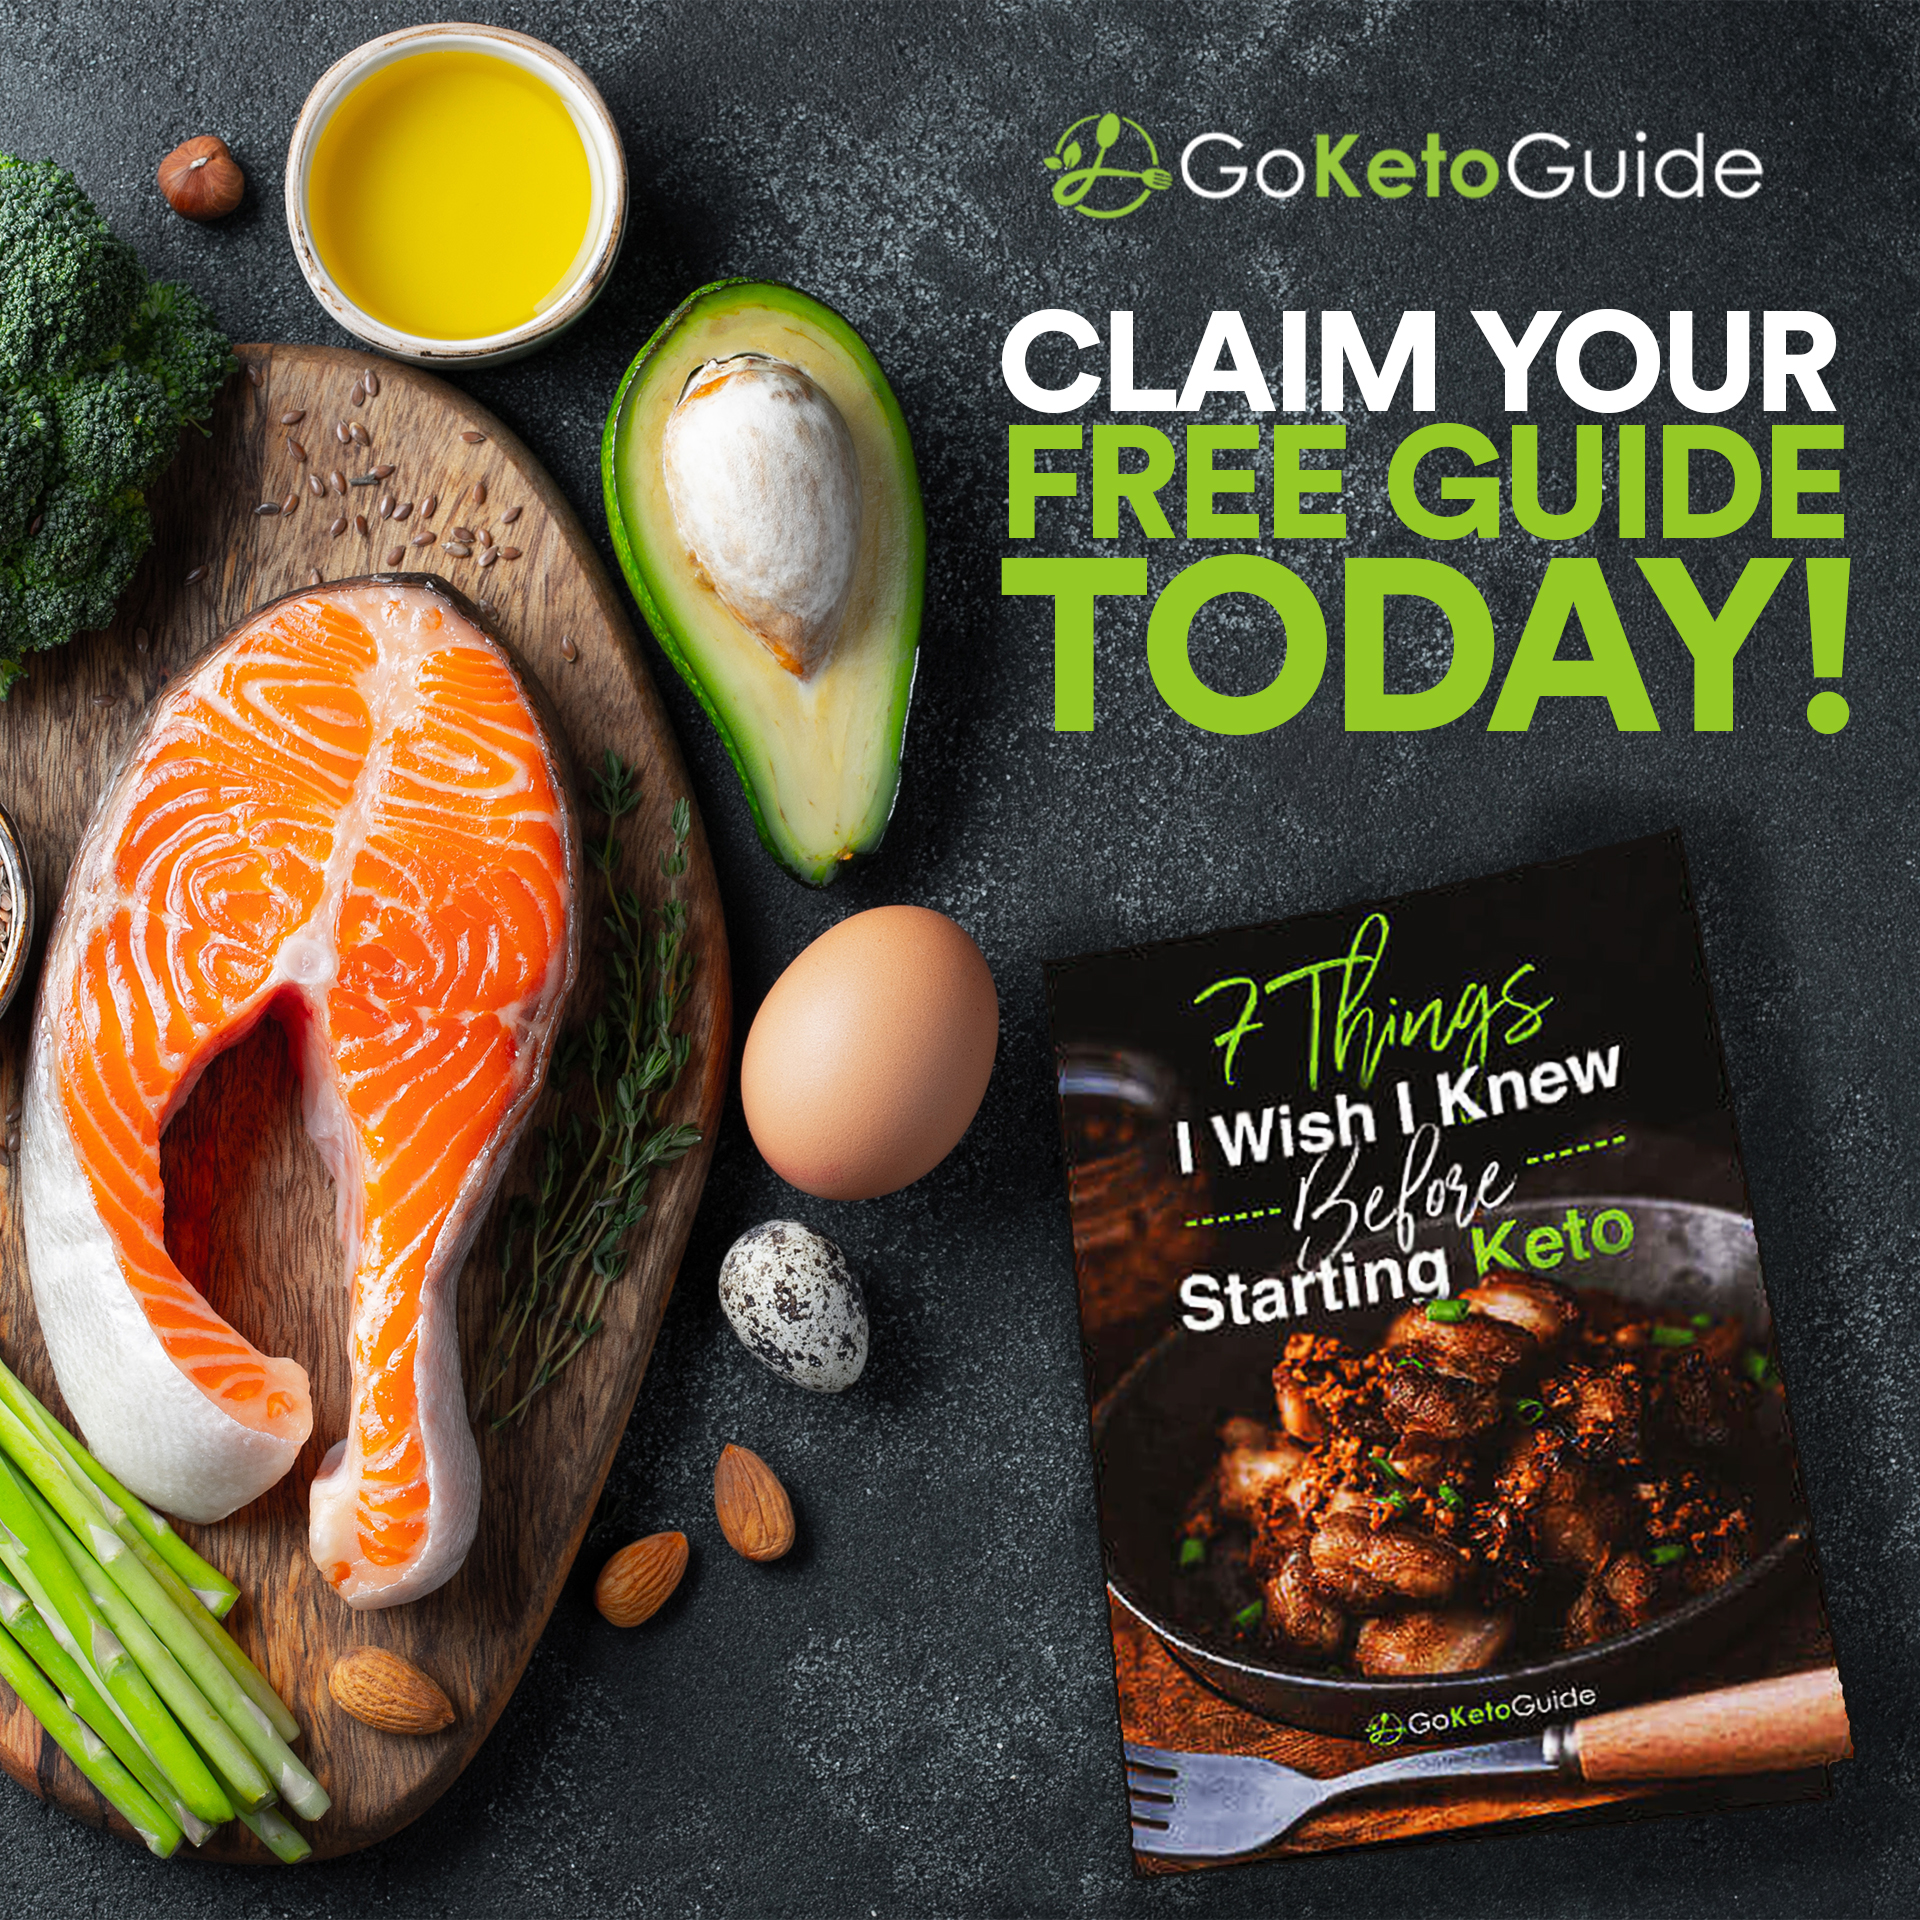 GoKetoGuide
CLAIM YOUR
FREE GUIDE
TODAY!
7 Things
I Wish I Knew
Before
Starting Keto
GoKetoGuide